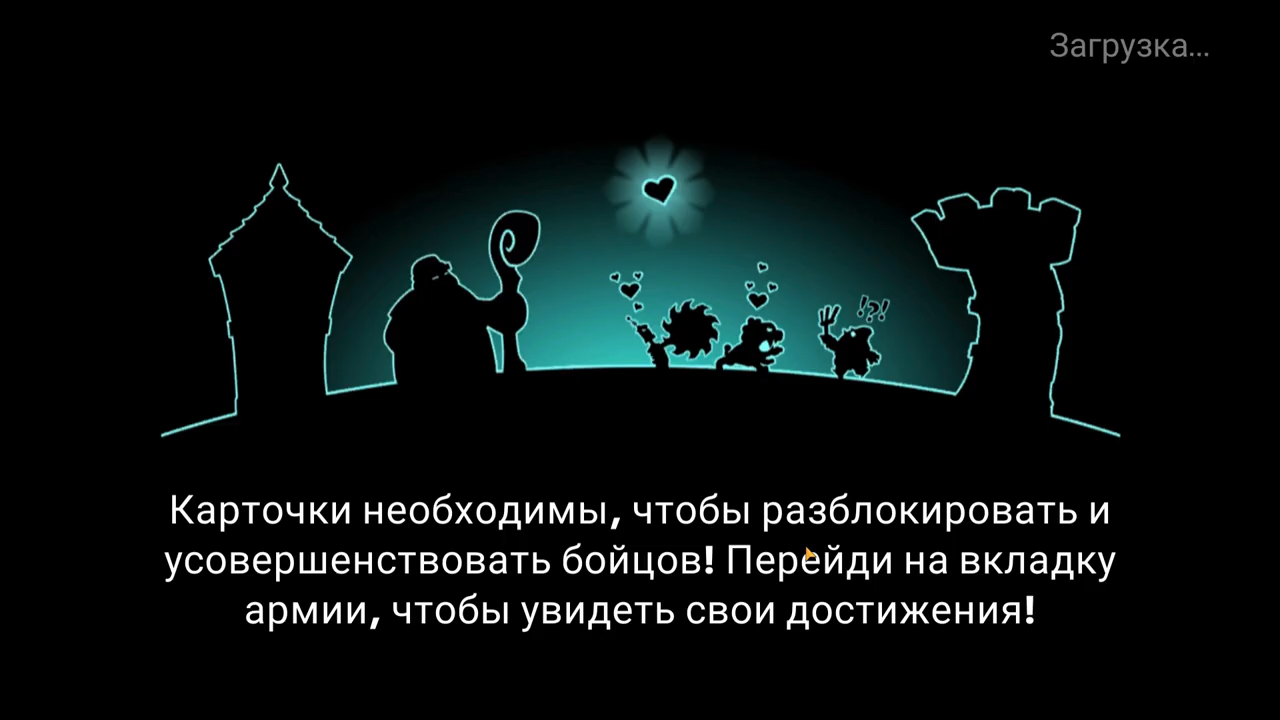 Загрузка...
!?!
Карточки необходимы, чтобы разблокировать и
усовершенствовать бойцов! Перейди на вкладку
армии, чтобы увидеть свои достижения!